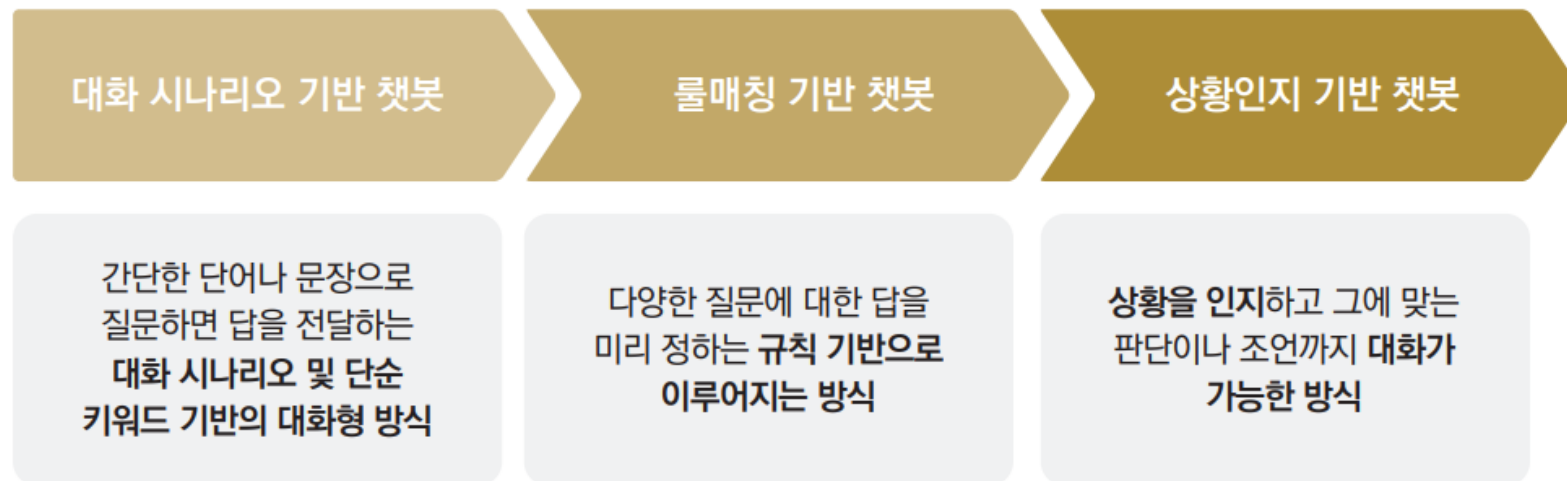 대화 시나리오 기반 챗봇
룰매칭 기반 챗봇
상황인지 기반 챗봇
간단한 단어나 문장으로
질문하면 답을 전달하는
대화 시나리오 및 단순
키워드 기반의 대화형 방식
다양한 질문에 대한 답을
미리 정하는 규칙 기반으로
이루어지는 방식
상황을 인지하고 그에 맞는
판단이나 조언까지 대화가
가능한 방식